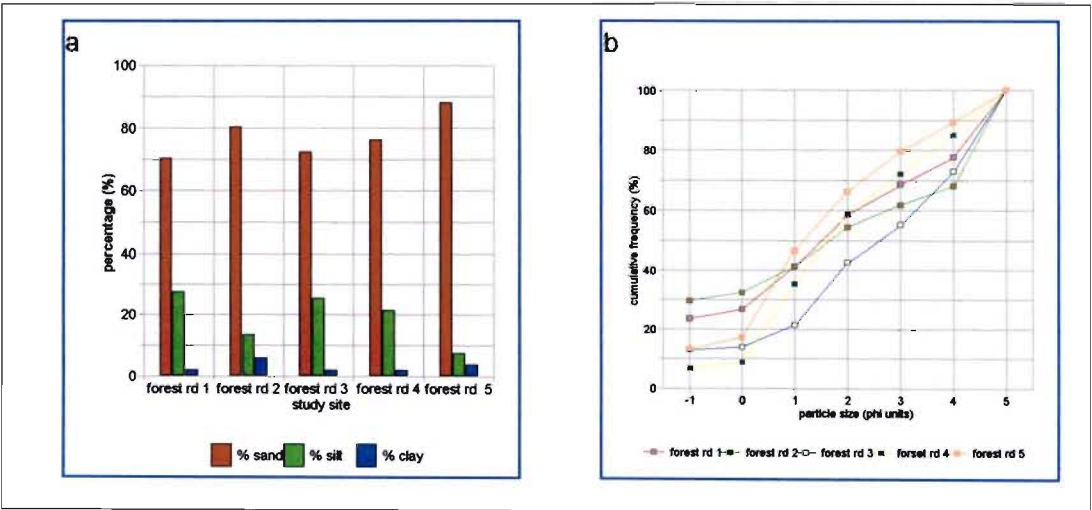 a
100
80
60
40
20
0
percentage (%)
forest rd 1 forest rd 2 forest rd 3 forest rd 4 forest rd 5
study site
% sand % silt % clay
b
100
80
60
40
20
0
cumulative frequency (%)
-1 0 1 2 3 4 5
particle size (phi units)
forest rd 1 forest rd 2 forest rd 3 forsel rd 4 forest rd 5